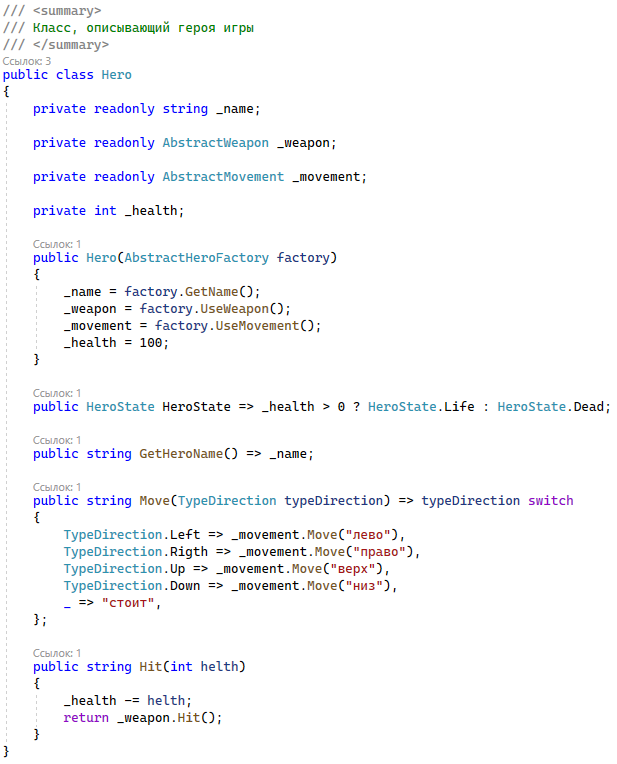 /// <summary>
/// Класс, описывающий героя игры
/// </summary>
Ссылок: 3
public class Hero
{
private readonly string _name;
private readonly AbstractWeapon _weapon;
private readonly AbstractMovement _movement;
private int _health;
Ссылок: 1
public Hero(AbstractHeroFactory factory)
{
_name = factory.GetName();
_weapon = factory.UseWeapon();
_movement = factory.UseMovement();
_health = 100;
}
Ссылок: 1
public HeroState HeroState => _health > 0 ? HeroState.Life : HeroState.Dead;
Ссылок: 1
public string GetHeroName() => _name;
Ссылок: 1
public string Move(TypeDirection typeDirection) => typeDirection switch
{
TypeDirection.Left => _movement.Move("лево"),
TypeDirection.Rigth => _movement.Move("право"),
TypeDirection.Up => _movement.Move("верх"),
TypeDirection.Down => _movement.Move("низ"),
_ => "стоит",
};
Ссылок: 1
public string Hit(int helth)
{
_health -= helth;
return _weapon.Hit();
}
}